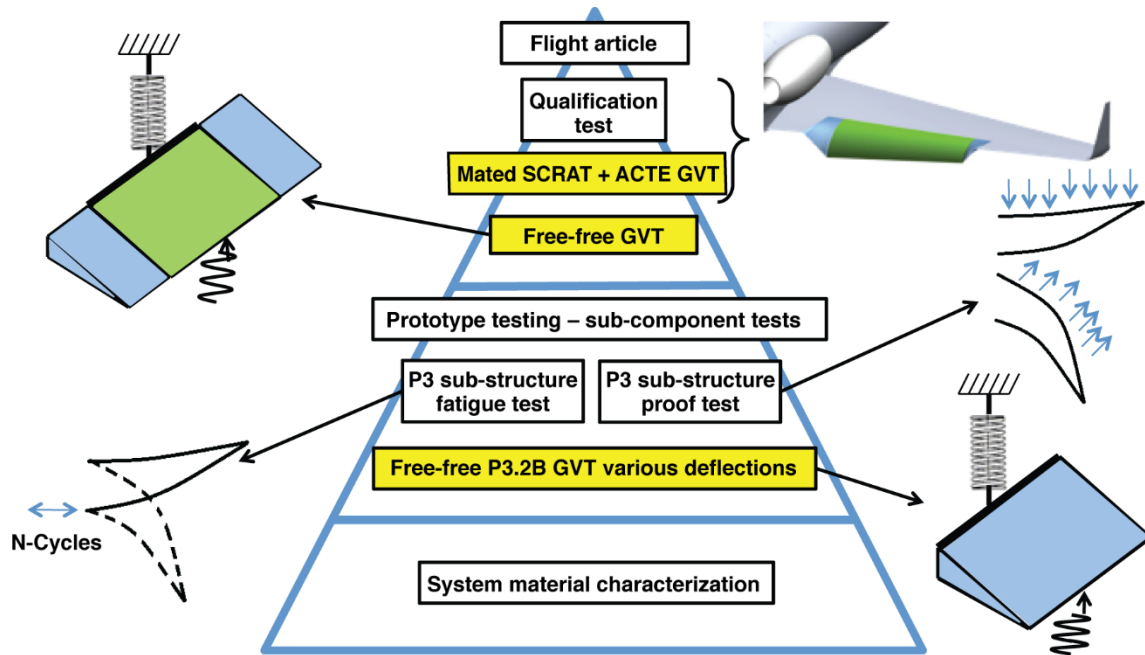 Flight article
Qualification
test
Mated SCRAT + ACTE GVT
Free-free GVT
Prototype testing – sub-component tests
P3 sub-structure
fatigue test
P3 sub-structure
proof test
Free-free P3.2B GVT various deflections
N-Cycles
System material characterization